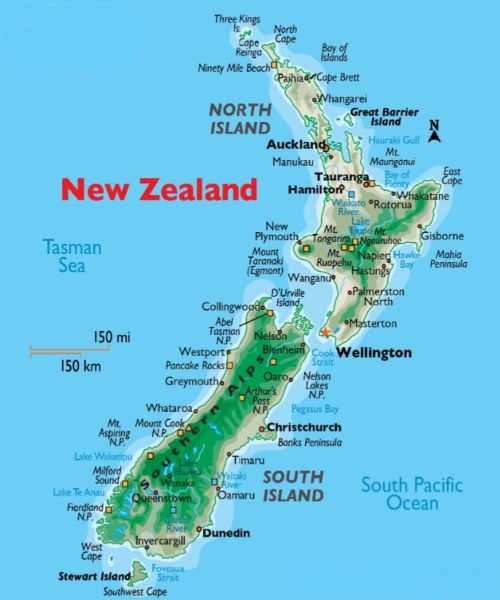 Three Kings
Is.
North
Cape
Cape
Reinga
Bay of
Islands
Ninety Mile Beach
Paihia
Cape Brett
Whangarei
NORTH
ISLAND
Great Barrier
Island
N
Auckland
Hauraki Gulf
Manukau
Mt.
Maunganui
Tauranga
Bay of
Plenty
East
Cape
Hamilton
New Zealand
Whakatane
Waikato
River
Rotorua
Lake
Taupo
New
Plymouth
Mt.
Tongariro
Mt.
Nguaruhoe
Gisborne
Tasman
Sea
Mount
Taranaki
(Egmont)
Mt.
Ruapehu
Napier
Hawke
Bay
Mahia
Peninsula
Hastings
Wanganu
D'Urville
Island
Palmerston
North
Collingwood
Abel
Tasman
N.P.
Masterton
150 mi
150 km
Nelson
Westport
Blenheim
Cook
Strait
Wellington
Pancake Rocks
Greymouth
Oaro
Nelson
Lakes
N.P.
Arthur's
Pass
N.P.
Southern Alps
Whataroa
Pegasus Bay
Mt.
Aspiring
N.P.
Mount Cook
N.P.
Christchurch
Banks Peninsula
Lake Wakatipu
Timaru
Milford
Sound
Lake
Hawea
Wanaka
Waitaki
River
SOUTH
ISLAND
South Pacific
Ocean
Lake Te Anau
Queenstown
Oamaru
Fiordland
N.P.
Clutha
River
Dunedin
West
Cape
Invercargill
Stewart Island
Foveaux
Strait
Southwest Cape